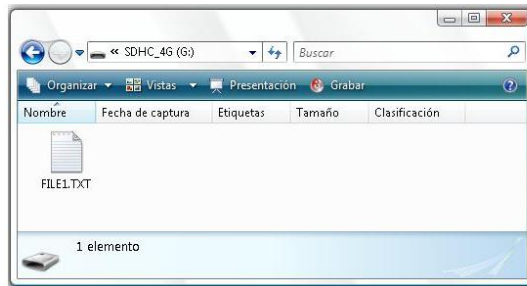 « SDHC_4G (G:) Buscar
Organizar Vistas Presentación Grabar
Nombre Fecha de captura Etiquetas Tamaño Clasificación
FILE1.TXT
1 elemento